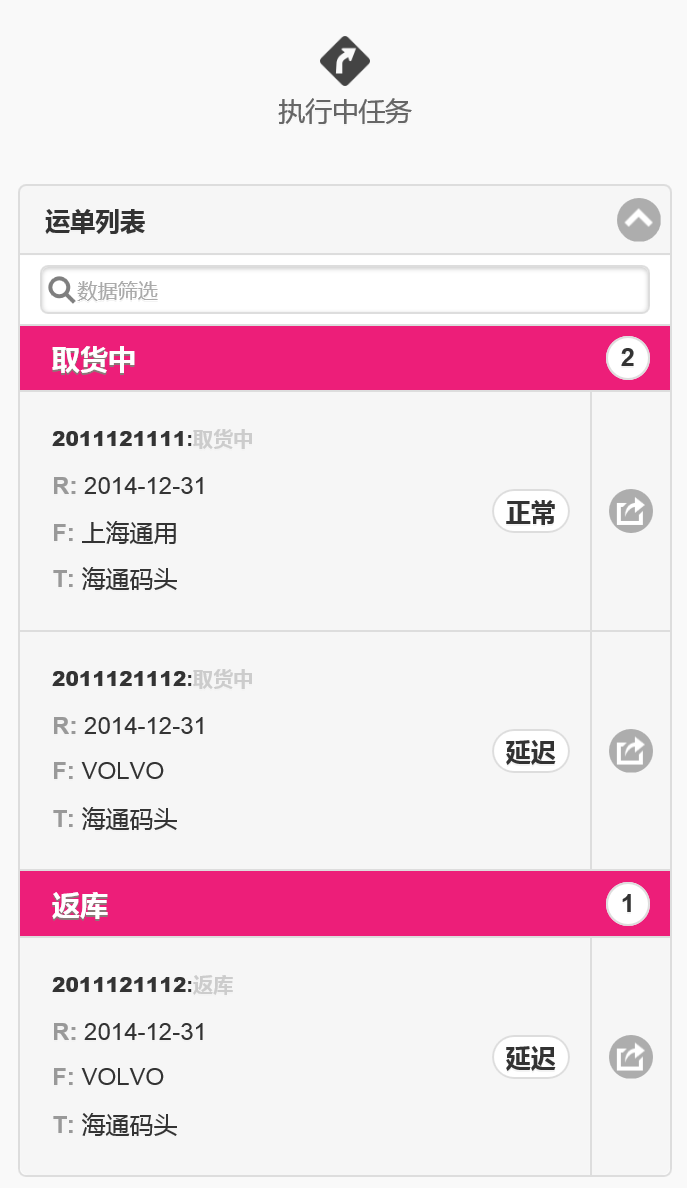 执行中任务
运单列表
数据筛选
取货中 2
2011121111:取货中
R: 2014-12-31
F: 上海通用
T: 海通码头
正常
2011121112:取货中
R: 2014-12-31
F: VOLVO
T: 海通码头
延迟
返库 1
2011121112:返库
R: 2014-12-31
F: VOLVO
T: 海通码头
延迟